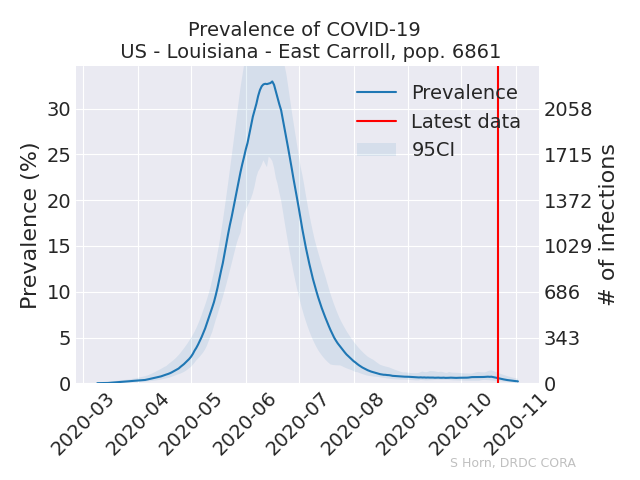 Prevalence of COVID-19
US - Louisiana - East Carroll, pop. 6861
Prevalence (%)
30
25
20
15
10
5
0
Prevalence
Latest data
95CI
2058
1715
1372
1029
686
343
0
# of infections
2020-03
2020-04
2020-05
2020-06
2020-07
2020-08
2020-09
2020-10
2020-11
S Horn, DRDC CORA